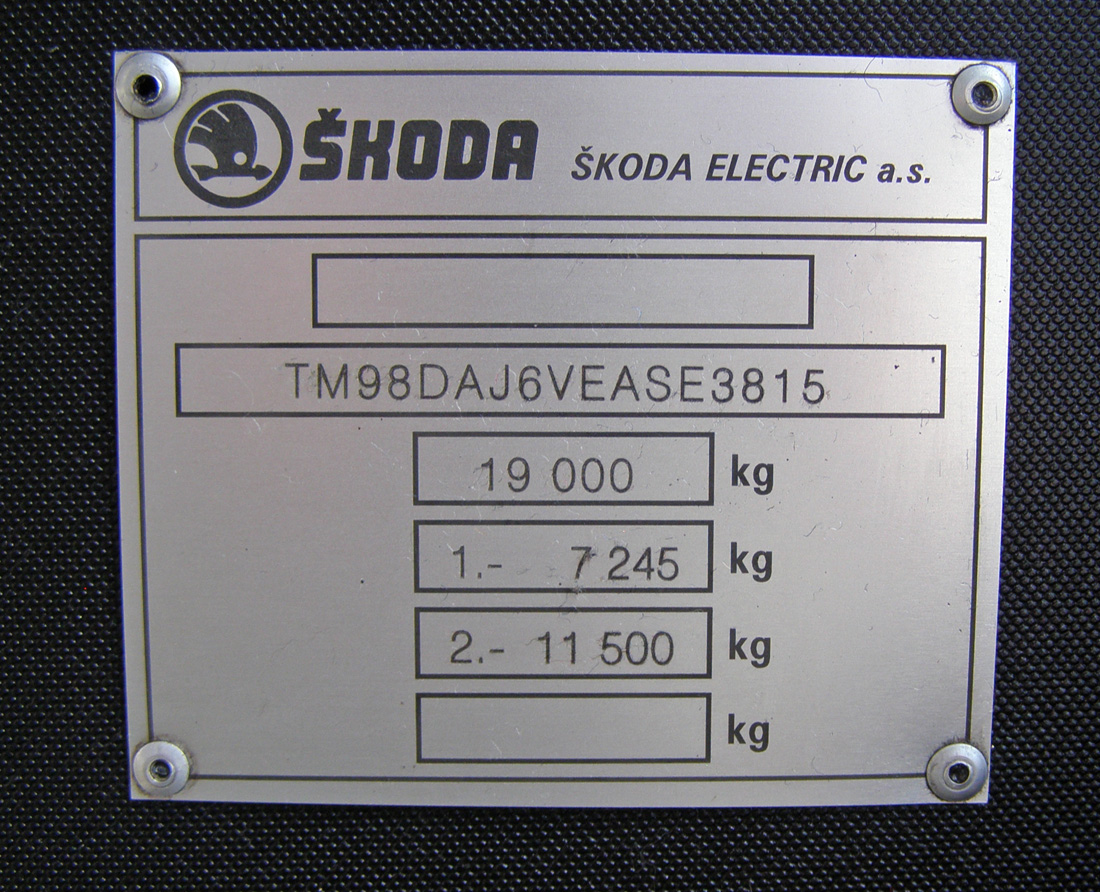 ŠKODA ŠKODA ELECTRIC a.s.
TM98DAJ6VEASE3815
19 000 kg
1.- 7 245 kg
2.- 11 500 kg
kg